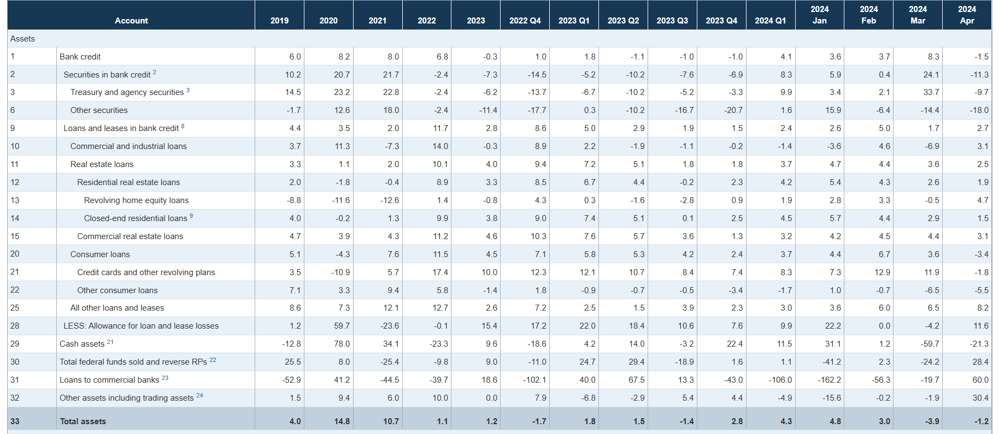 Account 2019 2020 2021 2022 2023 2022 Q4 2023 Q1 2023 Q2 2023 Q3 2023 Q4 2024 Q1 2024 Jan 2024 Feb 2024 Mar 2024 Apr
Assets
1 Bank credit 6.0 8.2 8.0 6.8 -0.3 1.0 1.8 -1.1 -1.0 -1.0 4.1 3.6 3.7 8.3 -1.5
2 Securities in bank credit 2 10.2 20.7 21.7 -2.4 -7.3 -14.5 -5.2 -10.2 -7.6 -6.9 8.3 5.9 0.4 24.1 -11.3
3 Treasury and agency securities 3 14.5 23.2 22.8 -2.4 -6.2 -13.7 -6.7 -10.2 -5.2 -3.3 9.9 3.4 2.1 33.7 -9.7
6 Other securities -1.7 12.6 18.0 -2.4 -11.4 -17.7 0.3 -10.2 -16.7 -20.7 1.6 15.9 -6.4 -14.4 -18.0
9 Loans and leases in bank credit 8 4.4 3.5 2.0 11.7 2.8 8.6 5.0 2.9 1.9 1.5 2.4 2.6 5.0 1.7 2.7
10 Commercial and industrial loans 3.7 11.3 -7.3 14.0 -0.3 8.9 2.2 -1.9 -1.1 -0.2 -1.4 -3.6 4.6 -6.9 3.1
11 Real estate loans 3.3 1.1 2.0 10.1 4.0 9.4 7.2 5.1 1.8 1.8 3.7 4.7 4.4 3.6 2.5
12 Residential real estate loans 2.0 -1.8 -0.4 8.9 3.3 8.5 6.7 4.4 -0.2 2.3 4.2 5.4 4.3 2.6 1.9
13 Revolving home equity loans -8.8 -11.6 -12.6 1.4 -0.8 4.3 0.3 -1.6 -2.8 0.9 1.9 2.8 3.3 -0.5 4.7
14 Closed-end residential loans 9 4.0 -0.2 1.3 9.9 3.8 9.0 7.4 5.1 0.1 2.5 4.5 5.7 4.4 2.9 1.5
15 Commercial real estate loans 4.7 3.9 4.3 11.2 4.6 10.3 7.6 5.7 3.6 1.3 3.2 4.2 4.5 4.4 3.1
20 Consumer loans 5.1 -4.3 7.6 11.5 4.5 7.1 5.8 5.3 4.2 2.4 3.7 4.4 6.7 3.6 -3.4
21 Credit cards and other revolving plans 3.5 -10.9 5.7 17.4 10.0 12.3 12.1 10.7 8.4 7.4 8.3 7.3 12.9 11.9 -1.8
22 Other consumer loans 7.1 3.3 9.4 5.8 -1.4 1.8 -0.9 -0.7 -0.5 -3.4 -1.7 1.0 -0.7 -6.5 -5.5
25 All other loans and leases 8.6 7.3 12.1 12.7 2.6 7.2 2.5 1.5 3.9 2.3 3.0 3.6 6.0 6.5 8.2
28 LESS: Allowance for loan and lease losses 1.2 59.7 -23.6 -0.1 15.4 17.2 22.0 18.4 10.6 7.6 9.9 22.2 0.0 -4.2 11.6
29 Cash assets 21 -12.8 78.0 34.1 -23.3 9.6 -18.6 4.2 14.0 -3.2 22.4 11.5 31.1 1.2 -59.7 -21.3
30 Total federal funds sold and reverse RPs 22 25.5 8.0 -25.4 -9.8 9.0 -11.0 24.7 29.4 -18.9 1.6 1.1 -41.2 2.3 -24.2 28.4
31 Loans to commercial banks 23 -52.9 41.2 -44.5 -39.7 18.6 -102.1 40.0 67.5 13.3 -43.0 -106.0 -162.2 -56.3 -19.7 60.0
32 Other assets including trading assets 24 1.5 9.4 6.0 10.0 0.0 7.9 -6.8 -2.9 5.4 4.4 -4.9 -15.6 -0.2 -1.9 30.4
33 Total assets 4.0 14.8 10.7 1.1 1.2 -1.7 1.8 1.5 -1.4 2.8 4.3 4.8 3.0 -3.9 -1.2